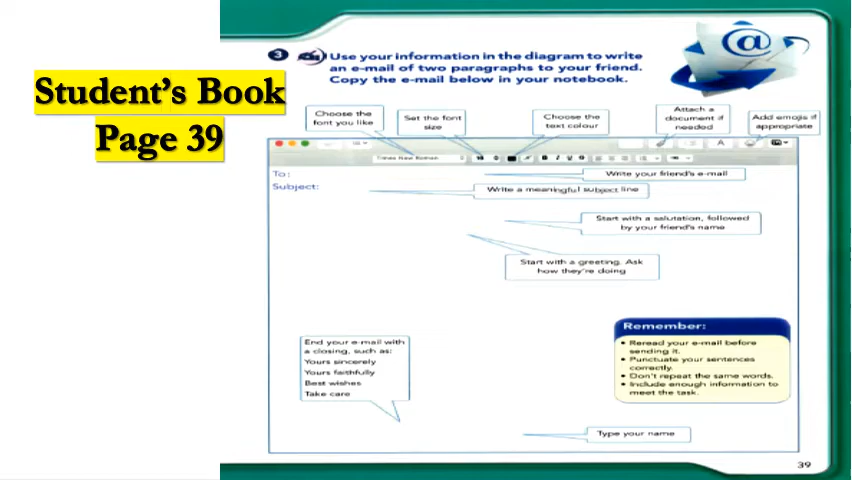 Student's Book
Page 39
3
Use your information in the diagram to write
an e-mail of two paragraphs to your friend.
Copy the e-mail below in your notebook.
@
Choose the
font you like
Set the font
size
Choose the
text colour
Attach a
document if
needed
Add emojis if
appropriate
Times New Roman
B I U
A
To:
Write your friend's e-mail
Subject:
Write a meaningful subject line
Start with a salutation, followed
by your friend's name
Start with a greeting. Ask
how they're doing
End your e-mail with
a closing, such as:
Yours sincerely
Yours faithfully
Best wishes
Take care
Remember:
• Reread your e-mail before
sending it.
• Punctuate your sentences
correctly.
• Don't repeat the same words.
• Include enough information to
meet the task.
Type your name
39